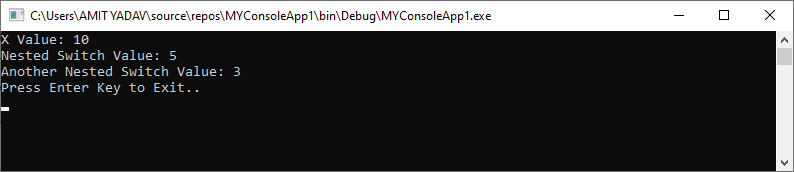 C:\Users\AMIT YADAV\source\repos\MYConsoleApp1\bin\Debug\MYConsoleApp1.exe
X Value: 10
Nested Switch Value: 5
Another Nested Switch Value: 3
Press Enter Key to Exit..